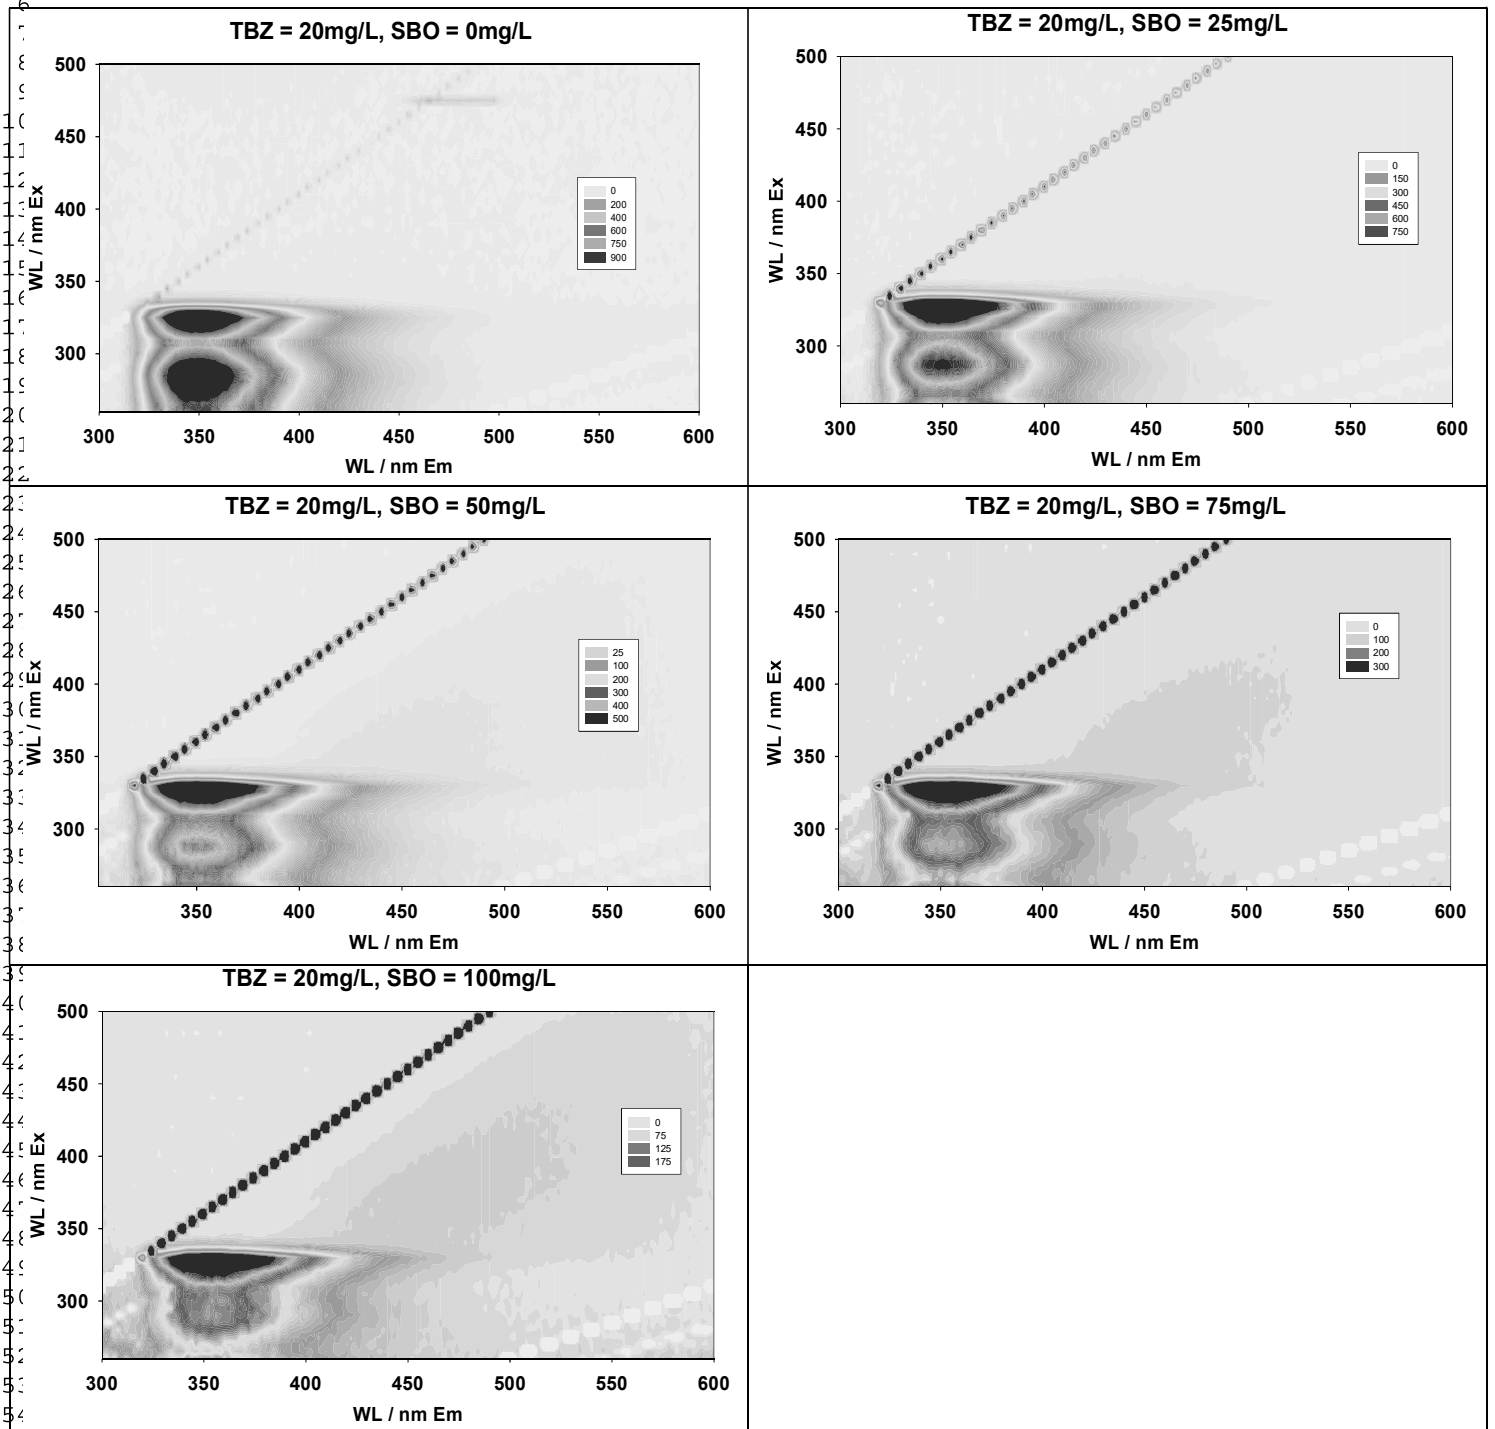 TBZ = 20mg/L, SBO = 0mg/L
500
450
400
350
300
WL / nm Ex
0
200
400
600
750
900
300 350 400 450 500 550 600
WL / nm Em
TBZ = 20mg/L, SBO = 25mg/L
500
450
400
350
300
WL / nm Ex
0
150
300
450
600
750
300 350 400 450 500 550 600
WL / nm Em
TBZ = 20mg/L, SBO = 50mg/L
500
450
400
350
300
WL / nm Ex
25
100
200
300
400
500
350 400 450 500 550 600
WL / nm Em
TBZ = 20mg/L, SBO = 75mg/L
500
450
400
350
300
WL / nm Ex
0
100
200
300
300 350 400 450 500 550 600
WL / nm Em
TBZ = 20mg/L, SBO = 100mg/L
500
450
400
350
300
WL / nm Ex
0
75
125
175
300 350 400 450 500 550 600
WL / nm Em